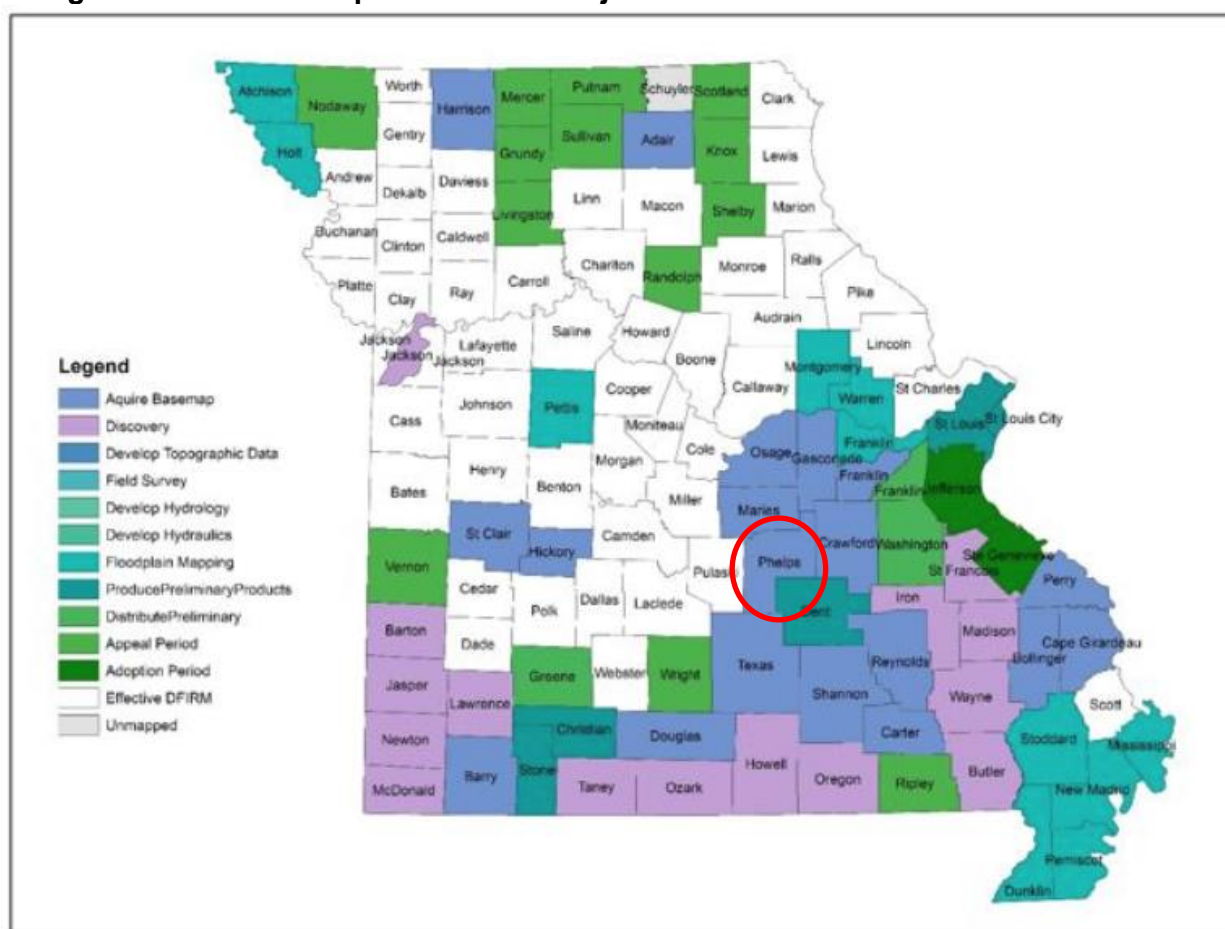 Worth
Schuyler
Atchison
Nodaway
Harrison
Mercer
Putnam
Scotland
Clark
Gentry
Sullivan
Adair
Holt
Grundy
Knox
Lewis
Andrew
Dekalb
Daviess
Linn
Macon
Livingston
Shelby
Marion
Buchanan
Clinton
Caldwell
Chariton
Randolph
Monroe
Ralls
Platte
Clay
Ray
Carroll
Pike
Audrain
Saline
Howard
Jackson
Jackson
Jackson
Lafayette
Boone
Lincoln
Montgomery
Callaway
Cooper
Warren
St Charles
Johnson
Pettis
Cass
Moniteau
St Louis
St Louis City
Cole
Franklin
Osage
Gasconade
Morgan
Henry
Franklin
Benton
Miller
Franklin
Jefferson
Bates
Maries
St Clair
Camden
Crawford
Washington
Hickory
Ste Genevieve
Phelps
Vernon
Pulas
St Francois
Perry
Cedar
Polk
Dallas
Laclede
Iron
Dent
Barton
Madison
Cape Girardeau
Dade
Bollinger
Texas
Reynolds
Webster
Wright
Greene
Jasper
Shannon
Lawrence
Wayne
Scott
Christian
Douglas
Carter
Newton
Stoddard
Mississippi
Barry
Stone
Howell
Butler
Oregon
Ripley
McDonald
Taney
Ozark
New Madrid
Pemiscot
Dunklin
Legend
Aquire Basemap
Discovery
Develop Topographic Data
Field Survey
Develop Hydrology
Develop Hydraulics
Floodplain Mapping
ProducePreliminaryProducts
DistributePreliminary
Appeal Period
Adoption Period
Effective DFIRM
Unmapped